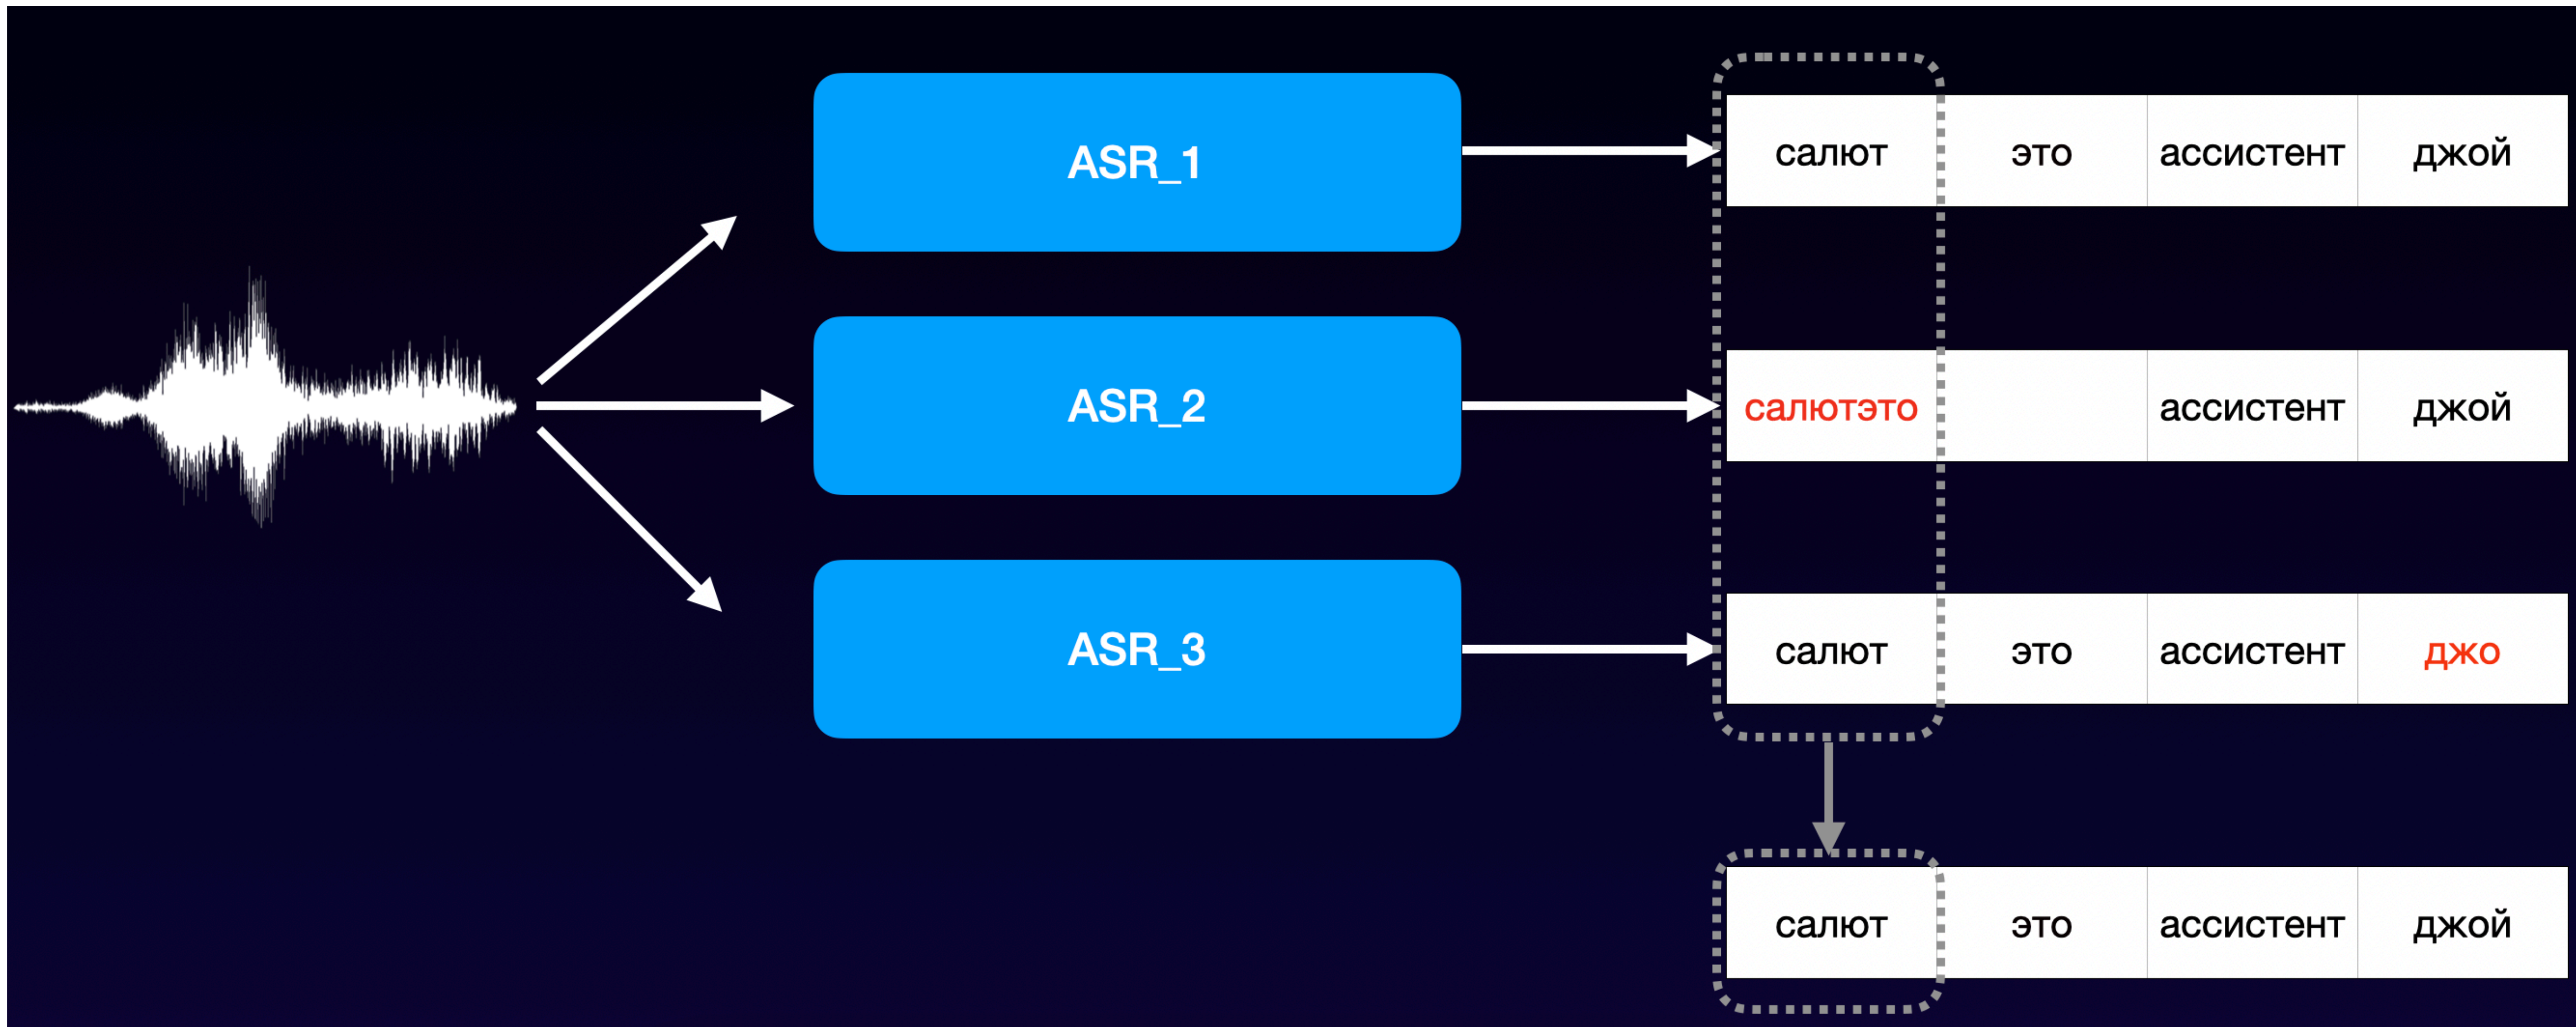 ASR_1
салют это ассистент джой
ASR_2
салютэто ассистент джой
ASR_3
салют это ассистент джо
салют это ассистент джой